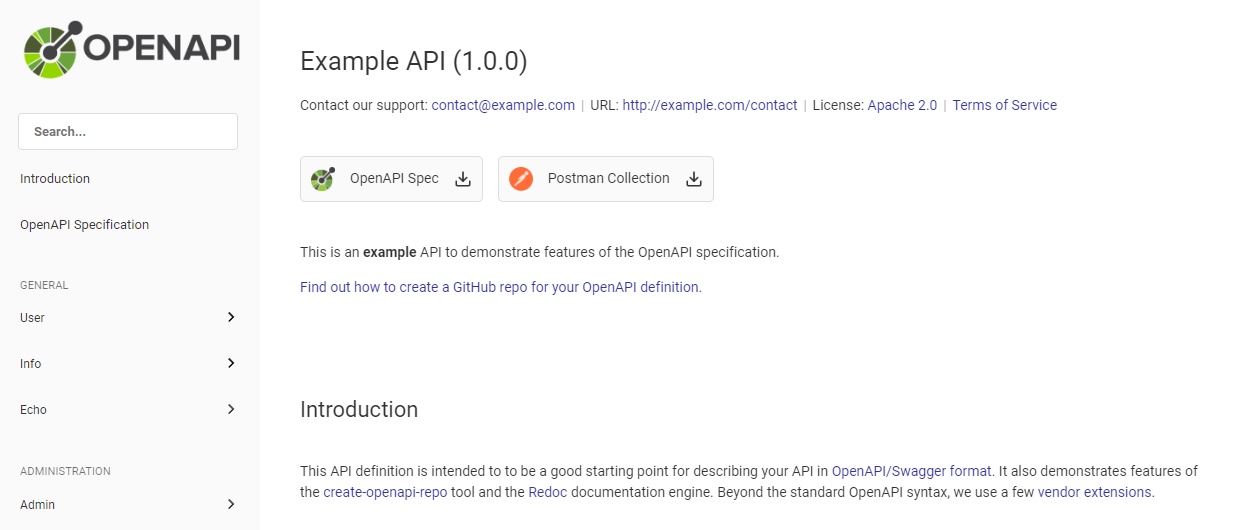 OPENAPI
Search...
Introduction
OpenAPI Specification
GENERAL
User
Info
Echo
ADMINISTRATION
Admin
Example API (1.0.0)
Contact our support: contact@example.com | URL: http://example.com/contact | License: Apache 2.0 | Terms of Service
OpenAPI Spec
Postman Collection
This is an example API to demonstrate features of the OpenAPI specification.
Find out how to create a GitHub repo for your OpenAPI definition.
Introduction
This API definition is intended to to be a good starting point for describing your API in OpenAPI/Swagger format. It also demonstrates features of
the create-openapi-repo tool and the Redoc documentation engine. Beyond the standard OpenAPI syntax, we use a few vendor extensions.